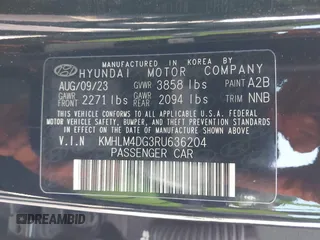 MANUFACTURED IN KOREA BY
HYUNDAI MOTOR COMPANY
AUG/09/23 GVWR 3858 lbs PAINT A2B
GAWR FRONT 2271 lbs GAWR REAR 2094 lbs TRIM NNB
THIS VEHICLE CONFORMS TO ALL APPLICABLE
U.S. FEDERAL MOTOR VEHICLE SAFETY, BUMPER,
AND THEFT PREVENTION STANDARDS IN EFFECT
ON THE DATE OF MANUFACTURE SHOWN ABOVE.
V.I.N KMHLM4DG3RU636204
PASSENGER CAR
DREAMBID